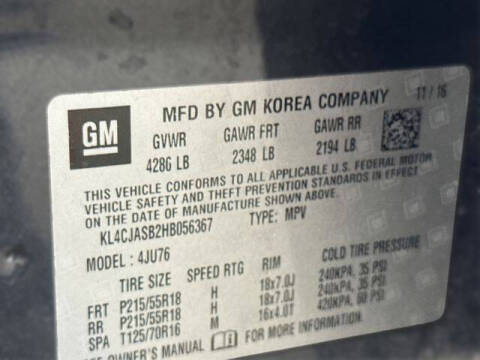 11/16
MFD BY GM KOREA COMPANY
GM
GVWR GAWR FRT GAWR RR
4286 LB 2348 LB 2194 LB
THIS VEHICLE CONFORMS TO ALL APPLICABLE U.S. FEDERAL MOTOR
VEHICLE SAFETY AND THEFT PREVENTION STANDARDS IN EFFECT
ON THE DATE OF MANUFACTURE SHOWN ABOVE.
KL4CJASB2HB056367 TYPE: MPV
MODEL: 4JU76
TIRE SIZE SPEED RTG RIM COLD TIRE PRESSURE
FRT P215/55R18 H 18x7.0J 240KPA, 35 PSI
RR P215/55R18 H 18x7.0J 240KPA, 35 PSI
SPA T125/70R16 M 16x4.0T 420KPA, 60 PSI
SEE OWNER'S MANUAL FOR MORE INFORMATION